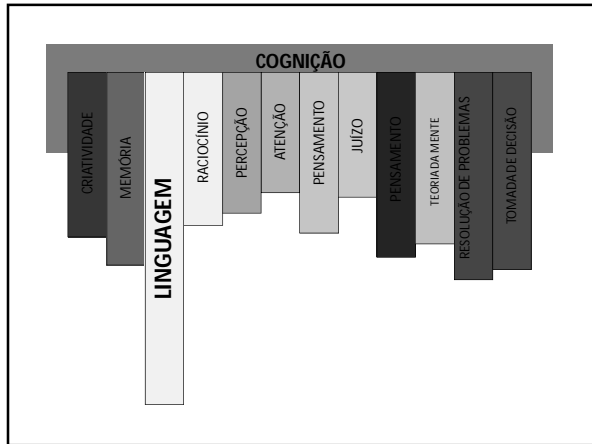 COGNIÇÃO
CRIATIVIDADE
MEMÓRIA
LINGUAGEM
RACIOCÍNIO
PERCEPÇÃO
ATENÇÃO
PENSAMENTO
JUÍZO
PENSAMENTO
TEORIA DA MENTE
RESOLUÇÃO DE PROBLEMAS
TOMADA DE DECISÃO